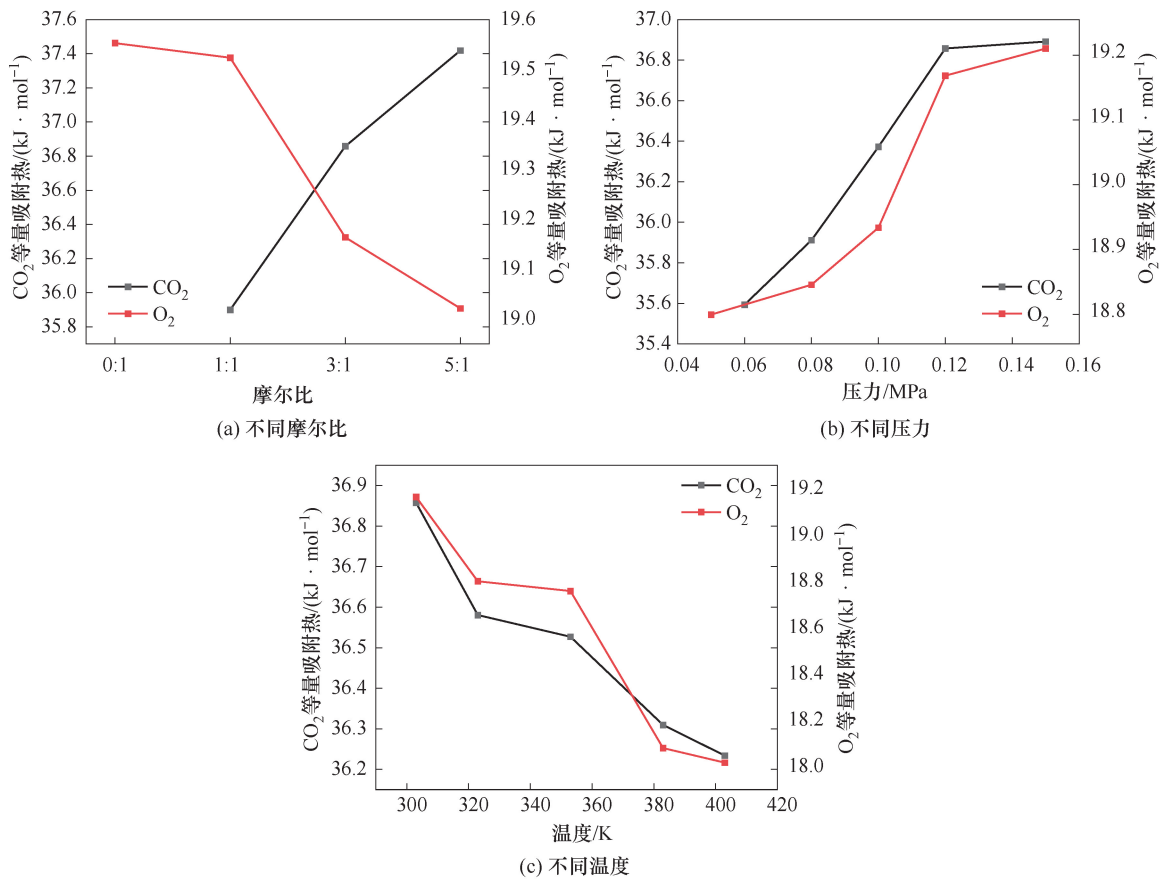 37.6
37.4
37.2
37.0
36.8
36.6
36.4
36.2
36.0
35.8
CO₂等量吸附热/(kJ · mol⁻¹)
19.6
19.5
19.4
19.3
19.2
19.1
19.0
O₂等量吸附热/(kJ · mol⁻¹)
CO₂
O₂
0:1 1:1 3:1 5:1
摩尔比
(a) 不同摩尔比
37.0
36.8
36.6
36.4
36.2
36.0
35.8
35.6
35.4
CO₂等量吸附热/(kJ · mol⁻¹)
19.2
19.1
19.0
18.9
18.8
O₂等量吸附热/(kJ · mol⁻¹)
CO₂
O₂
0.04 0.06 0.08 0.10 0.12 0.14 0.16
压力/MPa
(b) 不同压力
36.9
36.8
36.7
36.6
36.5
36.4
36.3
36.2
CO₂等量吸附热/(kJ · mol⁻¹)
19.2
19.0
18.8
18.6
18.4
18.2
18.0
O₂等量吸附热/(kJ · mol⁻¹)
CO₂
O₂
300 320 340 360 380 400 420
温度/K
(c) 不同温度